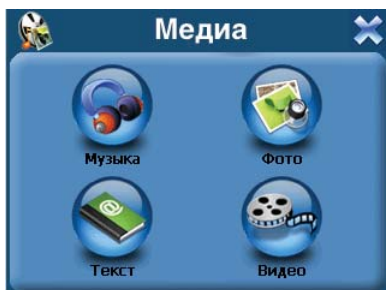 Медиа
Музыка
Фото
Текст
Видео